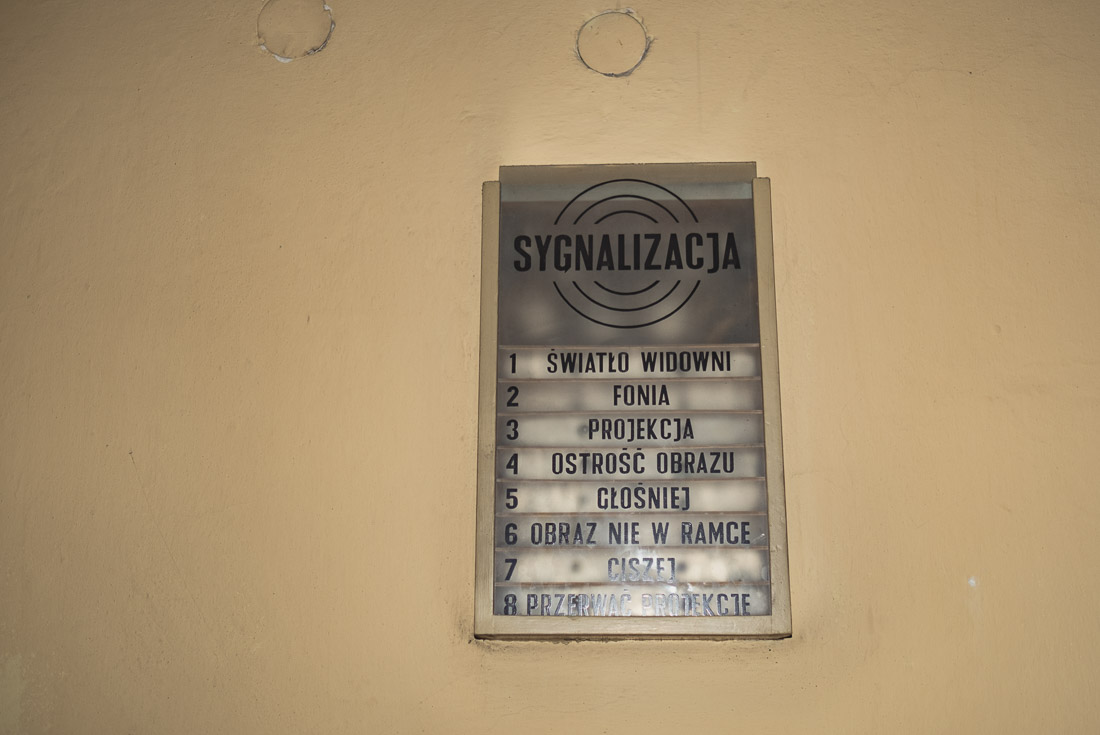 SYGNALIZACJA
1 ŚWIATŁO WIDOWNI
2 FONIA
3 PROJEKCJA
4 OSTROŚĆ OBRAZU
5 GŁOŚNIEJ
6 OBRAZ NIE W RAMCE
7 CISZEJ
8 PRZERWAĆ PROJEKCJE